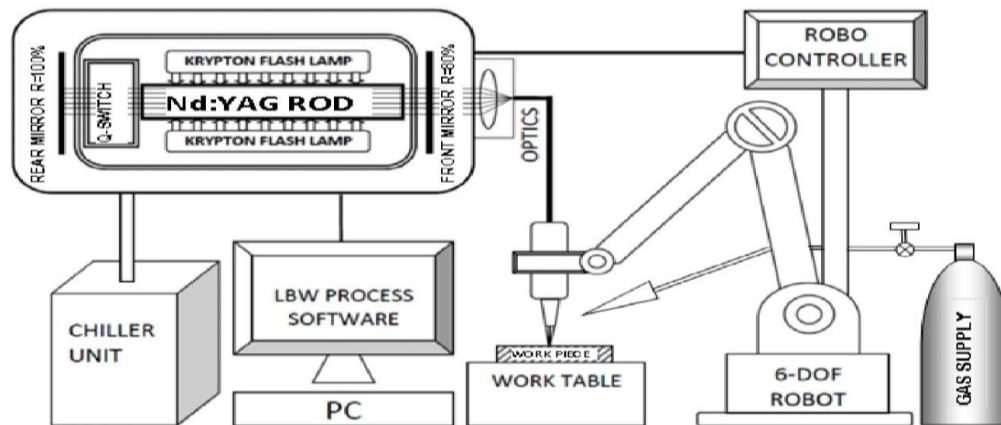 REAR MIRROR R=100%
Q-SWITCH
KRYPTON FLASH LAMP
Nd:YAG ROD
KRYPTON FLASH LAMP
FRONT MIRROR R=80%
OPTICS
ROBO
CONTROLLER
CHILLER
UNIT
LBW PROCESS
SOFTWARE
PC
WORK PIECE
WORK TABLE
6-DOF
ROBOT
GAS SUPPLY